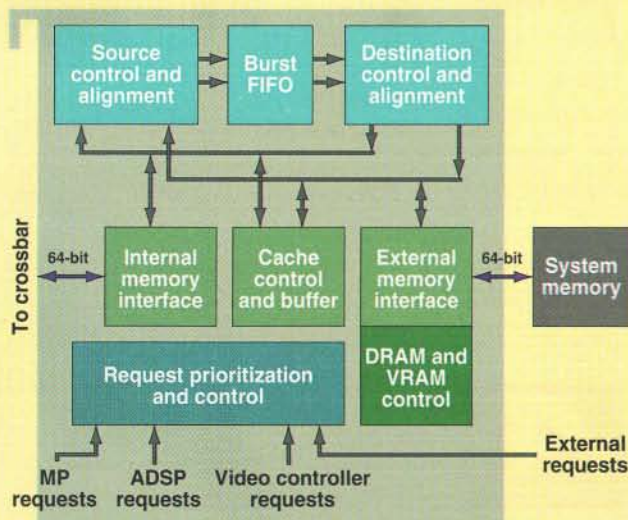 Source
control and
alignment
Burst
FIFO
Destination
control and
alignment
To crossbar
64-bit
Internal
memory
interface
Cache
control
and buffer
External
memory
interface
64-bit
System
memory
DRAM and
VRAM
control
Request prioritization
and control
MP
requests
ADSP
requests
Video controller
requests
External
requests